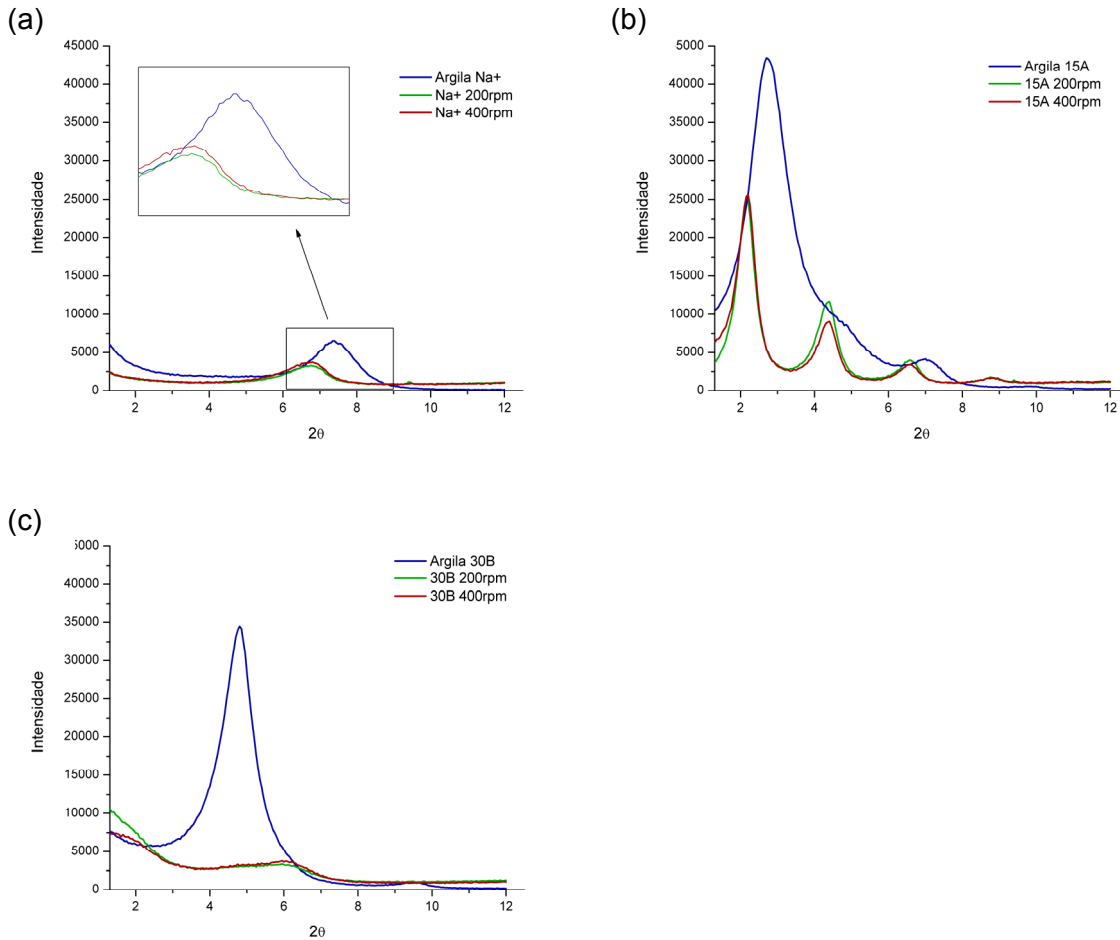 (a)
45000
40000
35000
30000
25000
20000
15000
10000
5000
0
Intensidade
Argila Na+
Na+ 200rpm
Na+ 400rpm
2 4 6 8 10 12
2θ
(b)
5000
40000
35000
30000
25000
20000
15000
10000
5000
0
Intensidade
Argila 15A
15A 200rpm
15A 400rpm
2 4 6 8 10 12
2θ
(c)
5000
40000
35000
30000
25000
20000
15000
10000
5000
0
Intensidade
Argila 30B
30B 200rpm
30B 400rpm
2 4 6 8 10 12
2θ